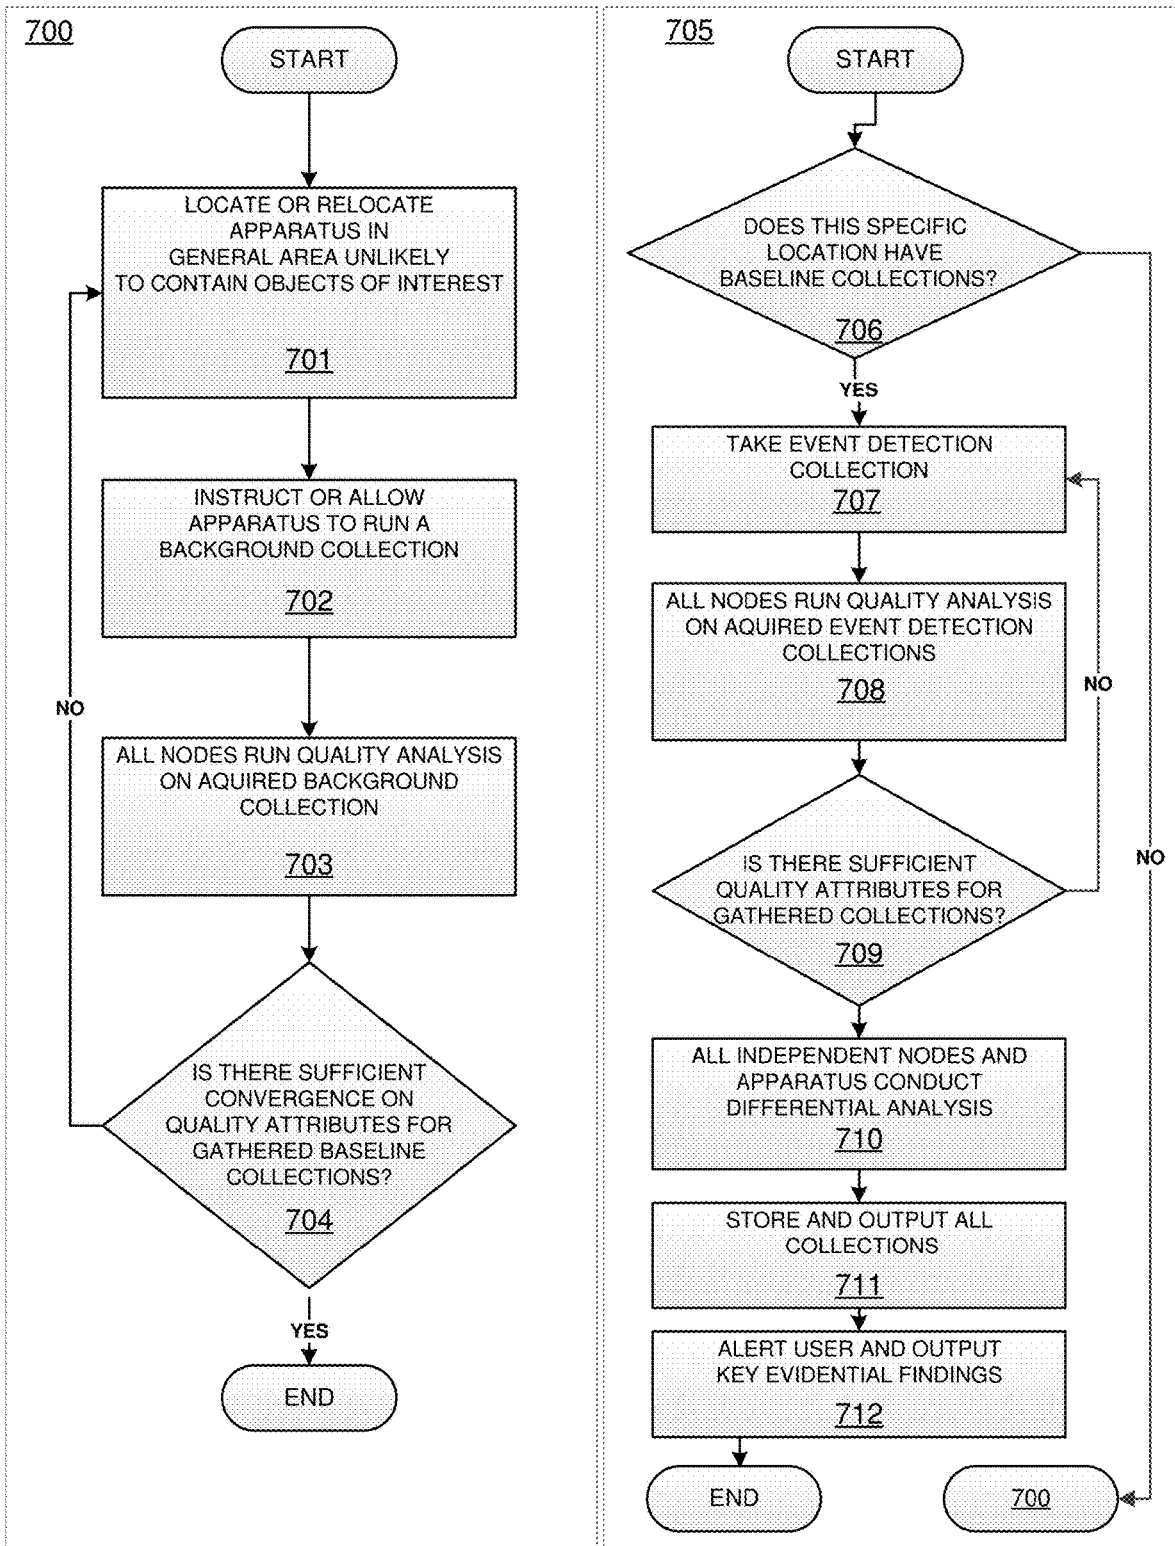 700
START
LOCATE OR RELOCATE
APPARATUS IN
GENERAL AREA UNLIKELY
TO CONTAIN OBJECTS OF INTEREST
701
INSTRUCT OR ALLOW
APPARATUS TO RUN A
BACKGROUND COLLECTION
702
NO
ALL NODES RUN QUALITY ANALYSIS
ON AQUIRED BACKGROUND
COLLECTION
703
IS THERE SUFFICIENT
CONVERGENCE ON
QUALITY ATTRIBUTES FOR
GATHERED BASELINE
COLLECTIONS?
704
YES
END
705
START
DOES THIS SPECIFIC
LOCATION HAVE
BASELINE COLLECTIONS?
706
YES
TAKE EVENT DETECTION
COLLECTION
707
ALL NODES RUN QUALITY ANALYSIS
ON AQUIRED EVENT DETECTION
COLLECTIONS
708
NO
IS THERE SUFFICIENT
QUALITY ATTRIBUTES FOR
GATHERED COLLECTIONS?
709
NO
ALL INDEPENDENT NODES AND
APPARATUS CONDUCT
DIFFERENTIAL ANALYSIS
710
STORE AND OUTPUT ALL
COLLECTIONS
711
ALERT USER AND OUTPUT
KEY EVIDENTIAL FINDINGS
712
END
700